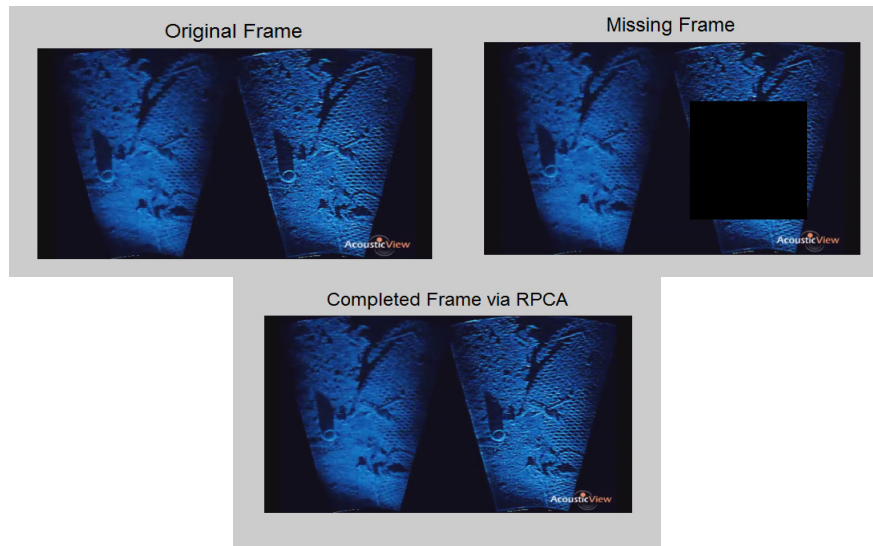 Original Frame
Missing Frame
AcousticView
AcousticView
Completed Frame via RPCA
AcousticView